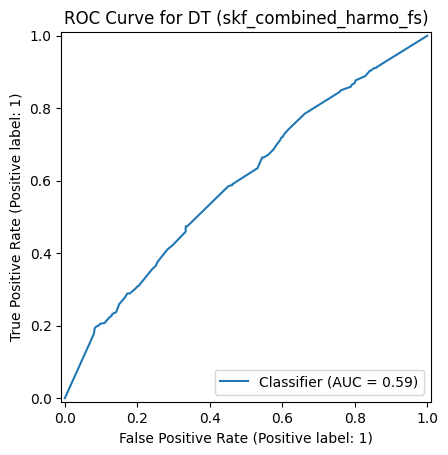 ROC Curve for DT (skf_combined_harmo_fs)
1.0
0.8
0.6
0.4
0.2
0.0
True Positive Rate (Positive label: 1)
Classifier (AUC = 0.59)
0.0 0.2 0.4 0.6 0.8 1.0
False Positive Rate (Positive label: 1)